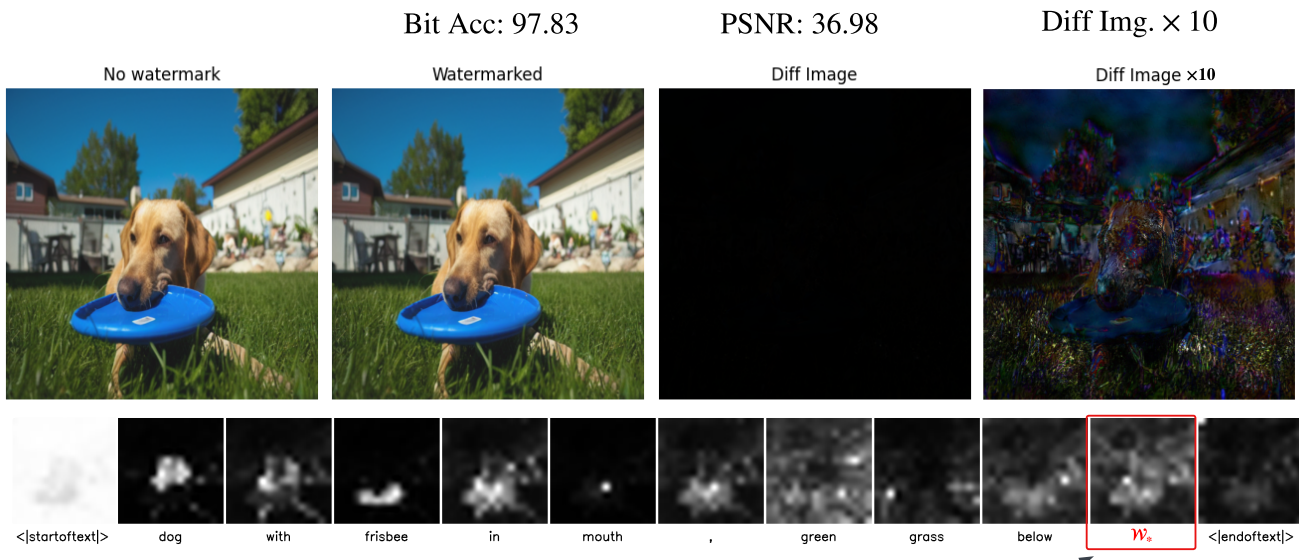 Bit Acc: 97.83 PSNR: 36.98 Diff Img. × 10
No watermark Watermarked Diff Image Diff Image ×10
<|startoftext|> dog with frisbee in mouth , green grass below 𝒲* <|endoftext|>